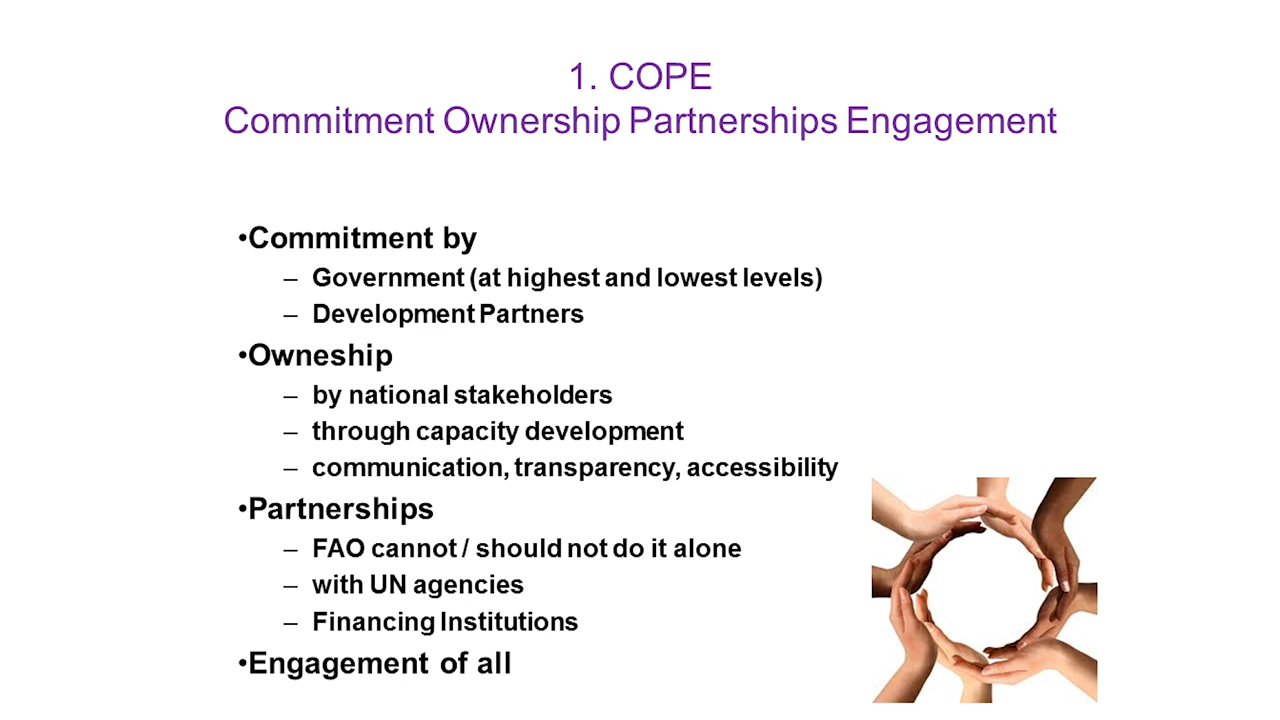 1. COPE
Commitment Ownership Partnerships Engagement
•Commitment by
– Government (at highest and lowest levels)
– Development Partners
•Owneship
– by national stakeholders
– through capacity development
– communication, transparency, accessibility
•Partnerships
– FAO cannot / should not do it alone
– with UN agencies
– Financing Institutions
•Engagement of all